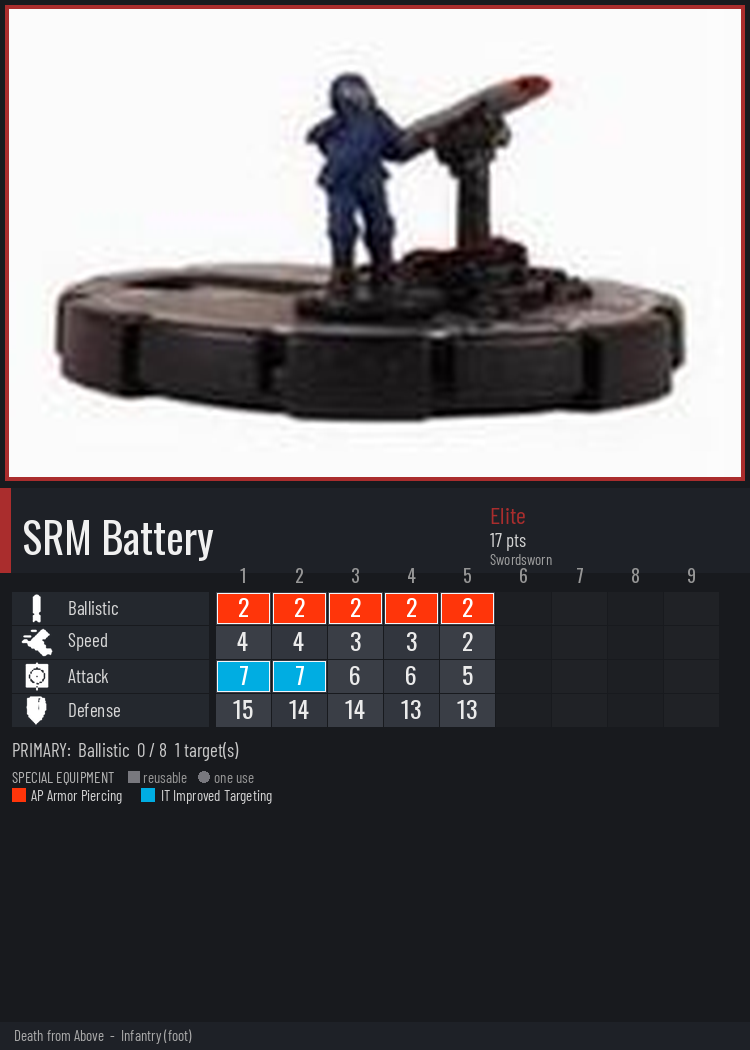 SRM Battery
Elite
17 pts
Swordsworn
1 2 3 4 5 6 7 8 9
Ballistic 2 2 2 2 2
Speed 4 4 3 3 2
Attack 7 7 6 6 5
Defense 15 14 14 13 13
PRIMARY: Ballistic 0 / 8 1 target(s)
SPECIAL EQUIPMENT reusable one use
AP Armor Piercing IT Improved Targeting
Death from Above - Infantry (foot)